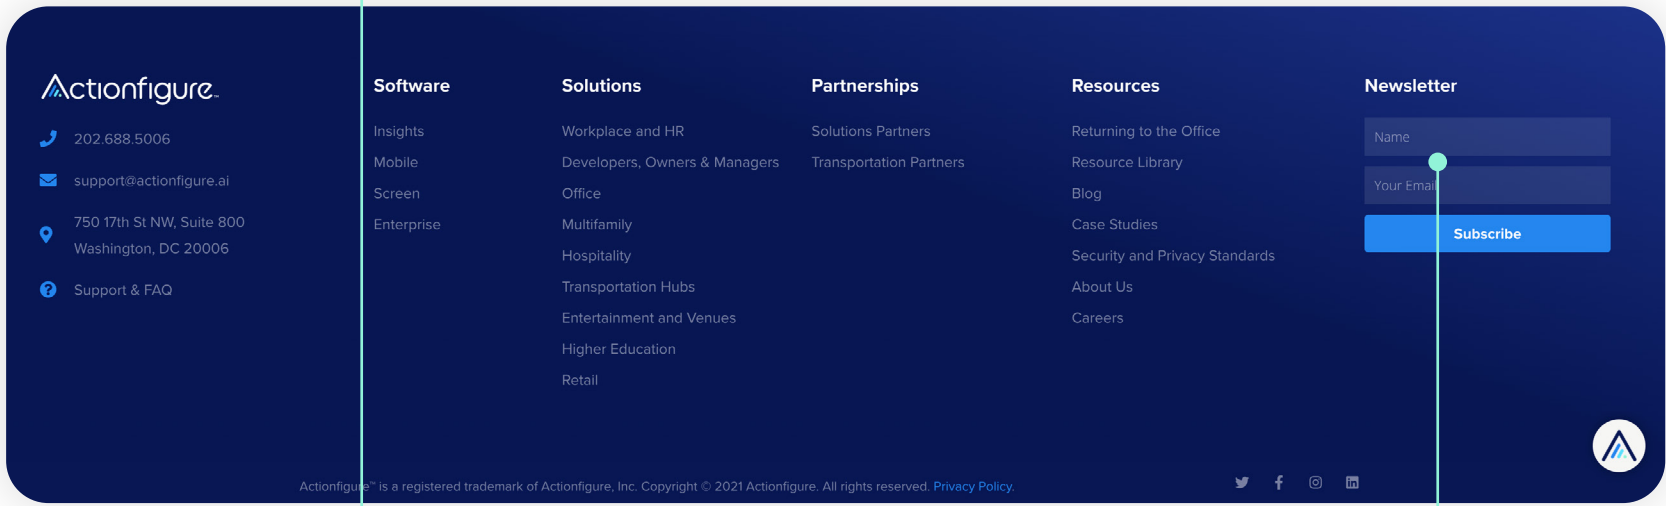 Actionfigure™
202.688.5006
support@actionfigure.ai
750 17th St NW, Suite 800
Washington, DC 20006
Support & FAQ
Software
Insights
Mobile
Screen
Enterprise
Solutions
Workplace and HR
Developers, Owners & Managers
Office
Multifamily
Hospitality
Transportation Hubs
Entertainment and Venues
Higher Education
Retail
Partnerships
Solutions Partners
Transportation Partners
Resources
Returning to the Office
Resource Library
Blog
Case Studies
Security and Privacy Standards
About Us
Careers
Newsletter
Name
Your Email
Subscribe
Actionfigure™ is a registered trademark of Actionfigure, Inc. Copyright © 2021 Actionfigure. All rights reserved. Privacy Policy.